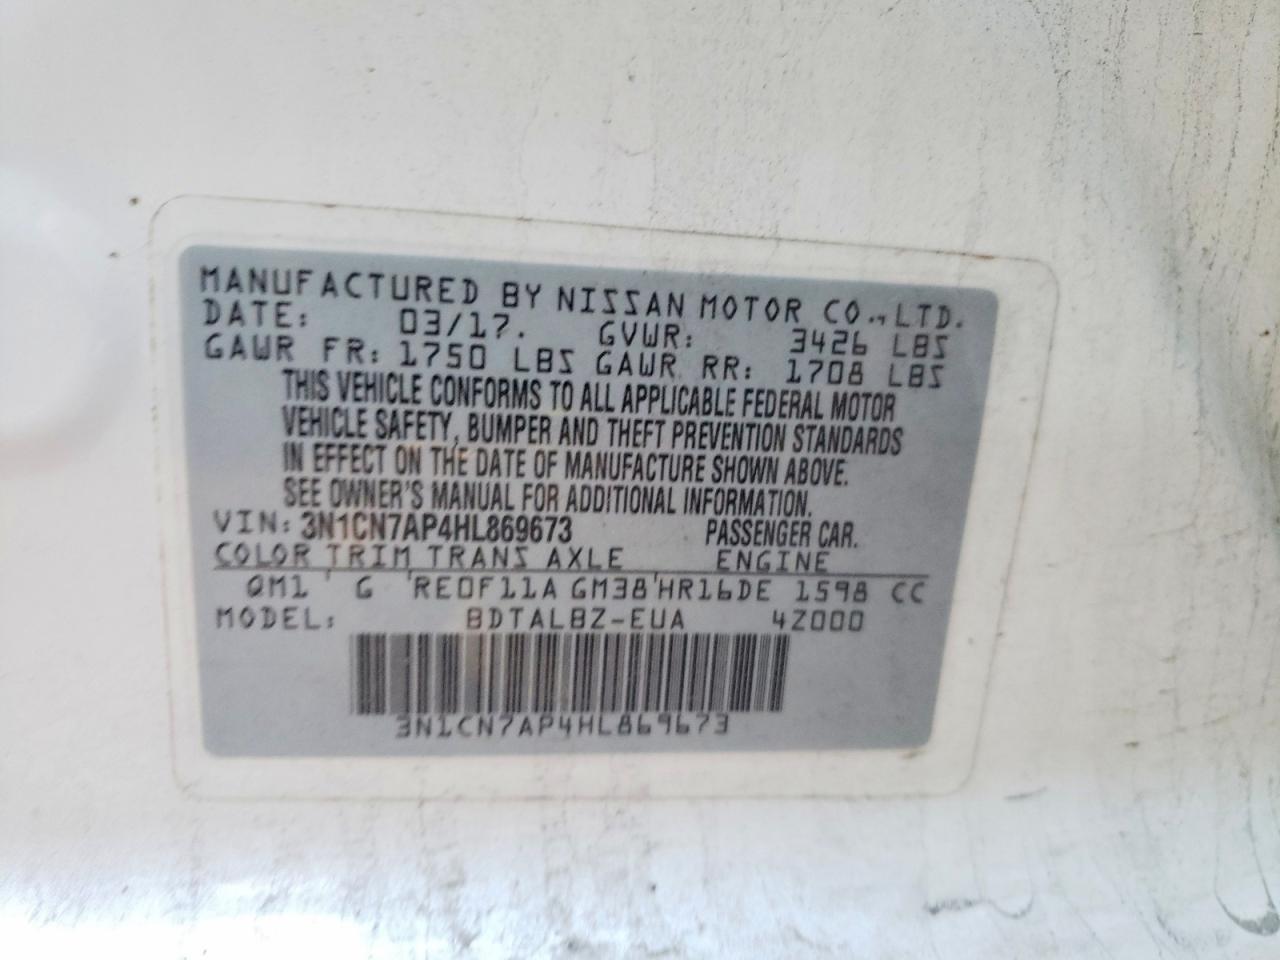 MANUFACTURED BY NISSAN MOTOR CO., LTD.
DATE: 03/17. GVWR: 3426 LBS
GAWR FR: 1750 LBS GAWR RR: 1708 LBS
THIS VEHICLE CONFORMS TO ALL APPLICABLE FEDERAL MOTOR
VEHICLE SAFETY, BUMPER AND THEFT PREVENTION STANDARDS
IN EFFECT ON THE DATE OF MANUFACTURE SHOWN ABOVE.
SEE OWNER'S MANUAL FOR ADDITIONAL INFORMATION.
VIN: 3N1CN7AP4HL869673 PASSENGER CAR.
COLOR TRIM TRANS AXLE ENGINE
QM1 G RE0F11A GM38 HR16DE 1598 CC
MODEL: BDTALBZ-EUA 4Z000
3N1CN7AP4HL869673